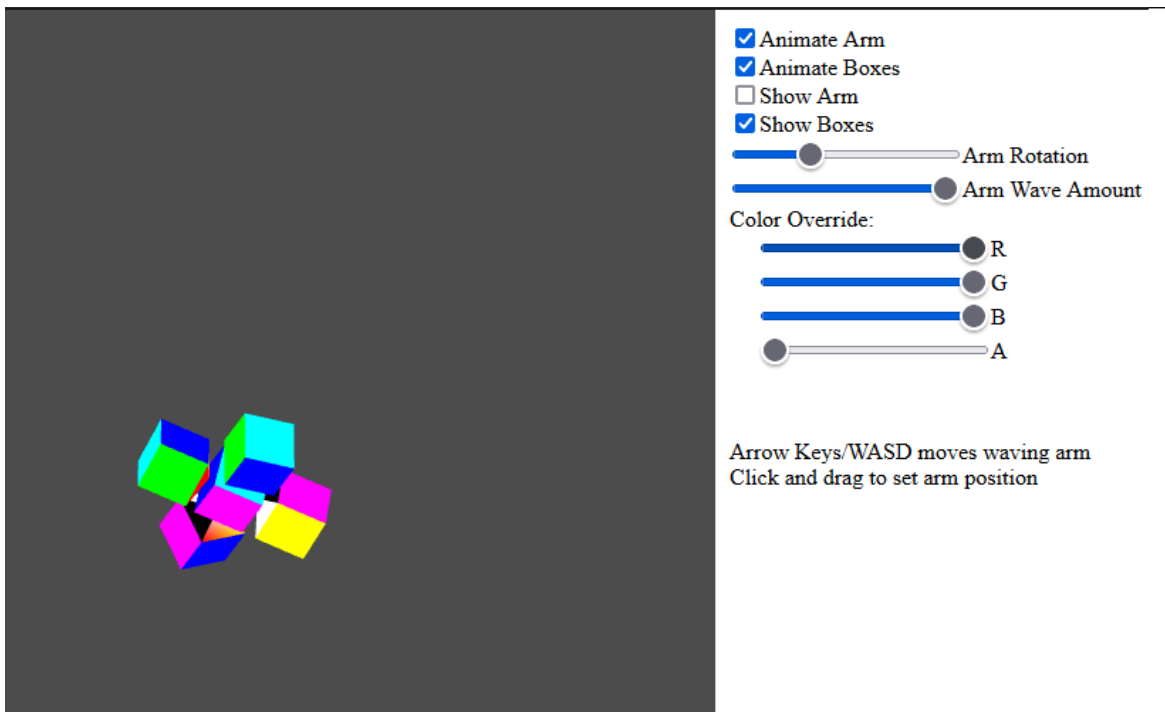 Animate Arm
Animate Boxes
Show Arm
Show Boxes
Arm Rotation
Arm Wave Amount
Color Override:
R
G
B
A
Arrow Keys/WASD moves waving arm
Click and drag to set arm position